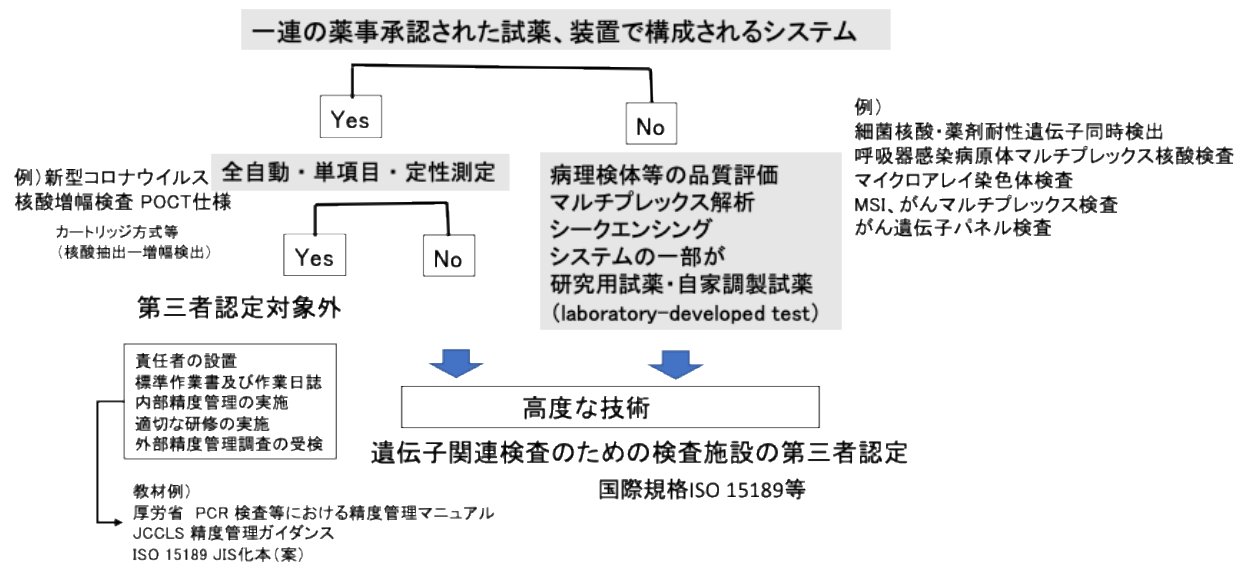 一連の薬事承認された試薬、装置で構成されるシステム
Yes
No
例)新型コロナウイルス
核酸増幅検査 POCT仕様
カートリッジ方式等
(核酸抽出ー増幅検出)
全自動・単項目・定性測定
Yes
No
第三者認定対象外
責任者の設置
標準作業書及び作業日誌
内部精度管理の実施
適切な研修の実施
外部精度管理調査の受検
教材例)
厚労省 PCR 検査等における精度管理マニュアル
JCCLS 精度管理ガイダンス
ISO 15189 JIS化本(案)
病理検体等の品質評価
マルチプレックス解析
シークエンシング
システムの一部が
研究用試薬・自家調製試薬
(laboratory-developed test)
例)
細菌核酸・薬剤耐性遺伝子同時検出
呼吸器感染病原体マルチプレックス核酸検査
マイクロアレイ染色体検査
MSI、がんマルチプレックス検査
がん遺伝子パネル検査
高度な技術
遺伝子関連検査のための検査施設の第三者認定
国際規格ISO 15189等